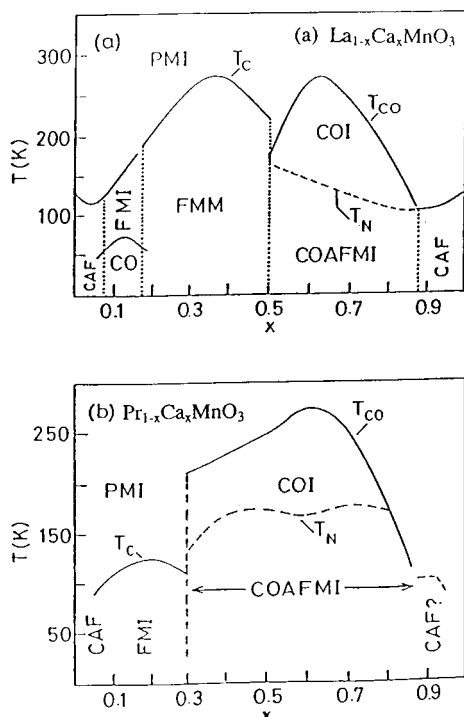 (a)
(a) La1-xCaxMnO3
300
200
100
T(K)
PMI
TC
TCO
COI
FMI
FMM
TN
CAF
CO
COAFMI
CAF
0.1
0.3
0.5
0.7
0.9
x
(b) Pr1-xCaxMnO3
250
150
50
T(K)
TCO
PMI
COI
TC
TN
COAFMI
CAF
FMI
CAF?
0.1
0.3
0.5
0.7
0.9
x